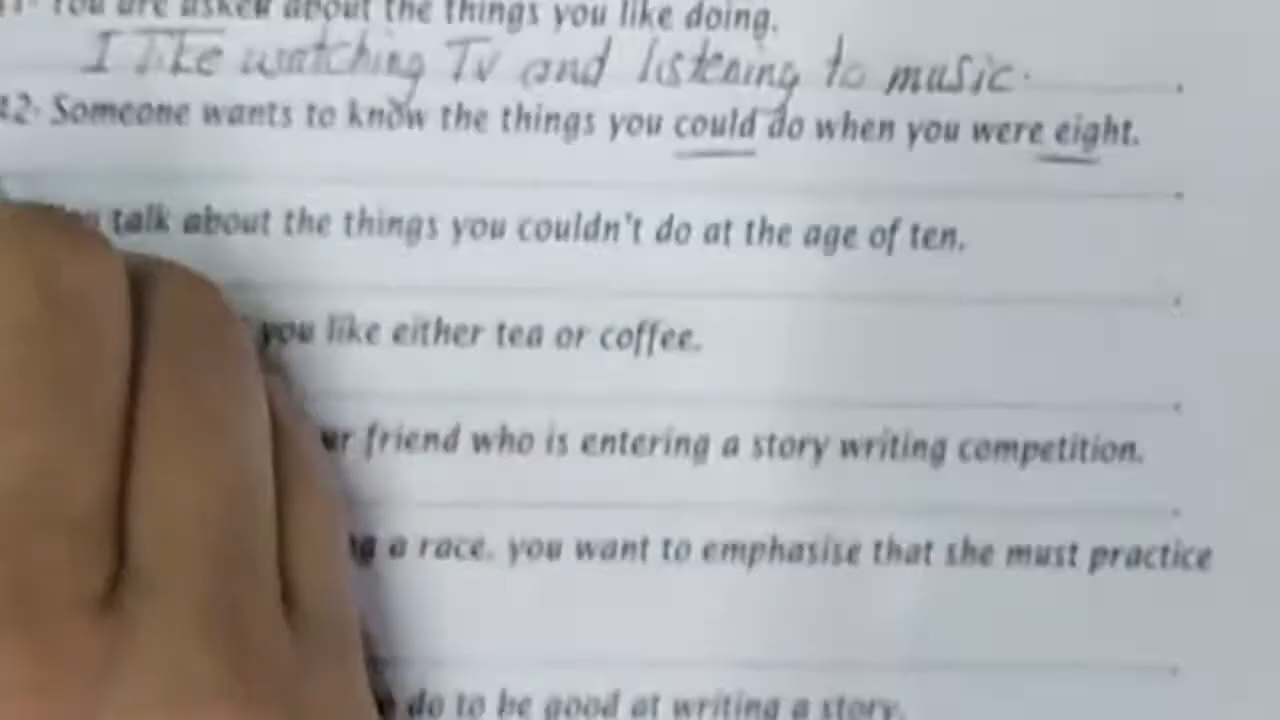 You are asked about the things you like doing.
I like watching Tv and listening to music.
42- Someone wants to know the things you could do when you were eight.
talk about the things you couldn't do at the age of ten.
you like either tea or coffee.
friend who is entering a story writing competition.
a race. you want to emphasise that she must practice
do to be good at writing a story.